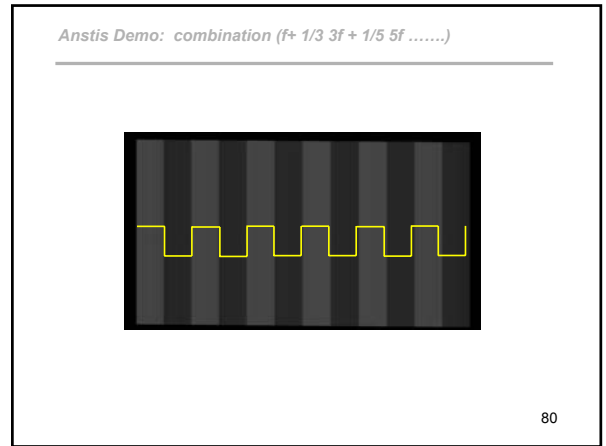 Anstis Demo:  combination (f+ 1/3 3f + 1/5 5f …….)
80